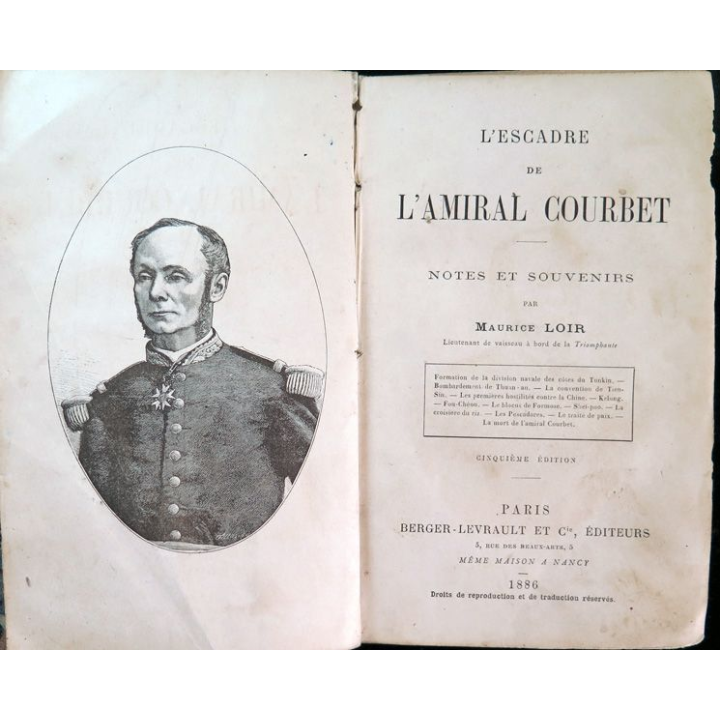 L'ESCADRE
DE
L'AMIRAL COURBET
NOTES ET SOUVENIRS
PAR
MAURICE LOIR
Lieutenant de vaisseau à bord de la Triomphante
Formation de la division navale des côtes du Tonkin. —
Bombardement de Thuan-an. — La convention de Tien-
Sin. — Les premières hostilités contre la Chine. — Kelung.
— Fou-Chéou. — Le blocus de Formose. — Sheï-poo. — La
croisière du riz. — Les Pescadores. — Le traité de paix. —
La mort de l'amiral Courbet.
CINQUIÈME ÉDITION
PARIS
BERGER-LEVRAULT ET Cie, ÉDITEURS
5, RUE DES BEAUX-ARTS, 5
MÊME MAISON A NANCY
1886
Droits de reproduction et de traduction réservés.